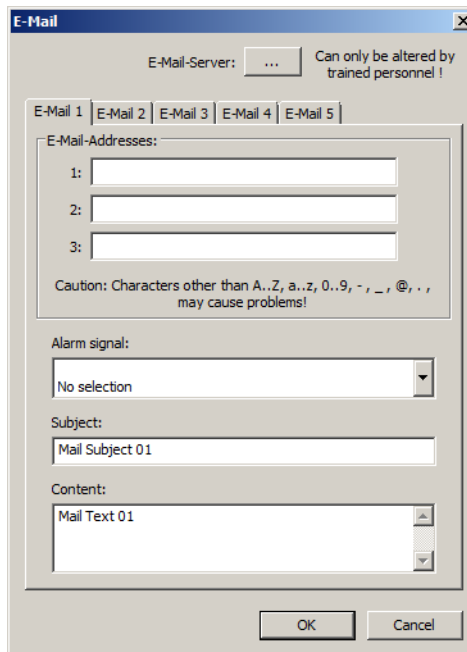 E-Mail
E-Mail-Server:
...
Can only be altered by
trained personnel !
E-Mail 1
E-Mail 2
E-Mail 3
E-Mail 4
E-Mail 5
E-Mail-Addresses:
1:
2:
3:
Caution: Characters other than A..Z, a..z, 0..9, - , _ , @, . ,
may cause problems!
Alarm signal:
No selection
Subject:
Mail Subject 01
Content:
Mail Text 01
OK
Cancel